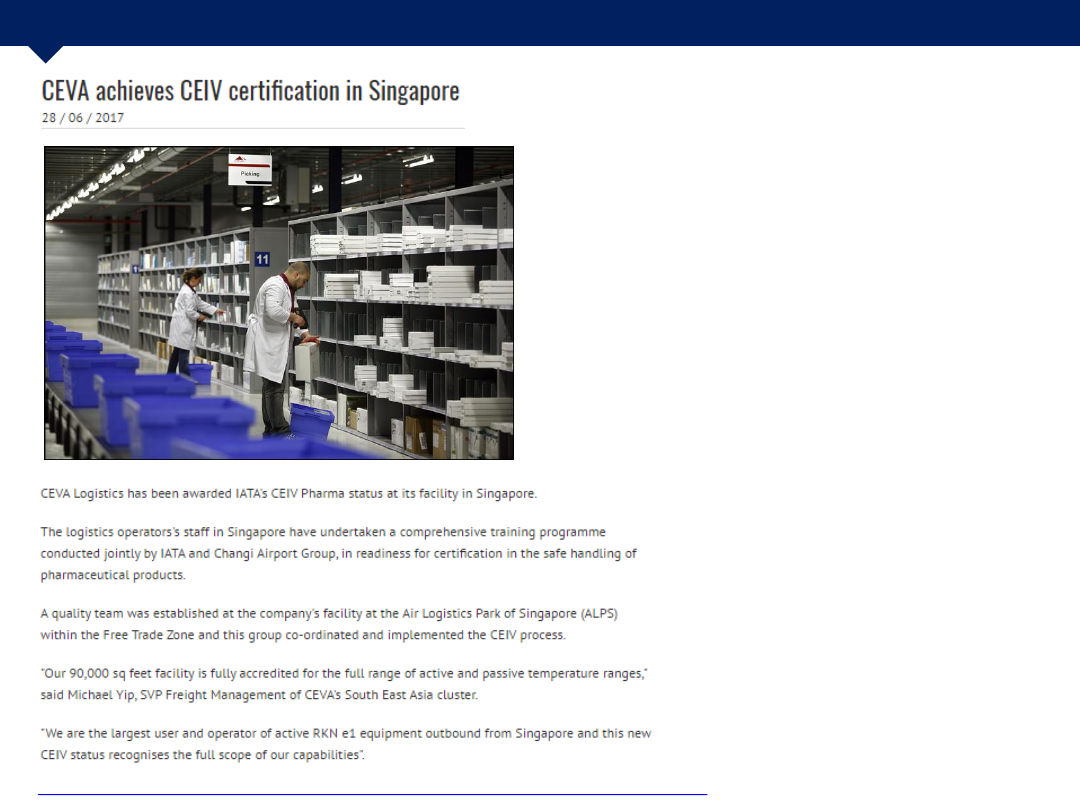 CEVA achieves CEIV certification in Singapore
28 / 06 / 2017
Picking
11
CEVA Logistics has been awarded IATA's CEIV Pharma status at its facility in Singapore.
The logistics operators's staff in Singapore have undertaken a comprehensive training programme
conducted jointly by IATA and Changi Airport Group, in readiness for certification in the safe handling of
pharmaceutical products.
A quality team was established at the company's facility at the Air Logistics Park of Singapore (ALPS)
within the Free Trade Zone and this group co-ordinated and implemented the CEIV process.
"Our 90,000 sq feet facility is fully accredited for the full range of active and passive temperature ranges,"
said Michael Yip, SVP Freight Management of CEVA's South East Asia cluster.
"We are the largest user and operator of active RKN e1 equipment outbound from Singapore and this new
CEIV status recognises the full scope of our capabilities".